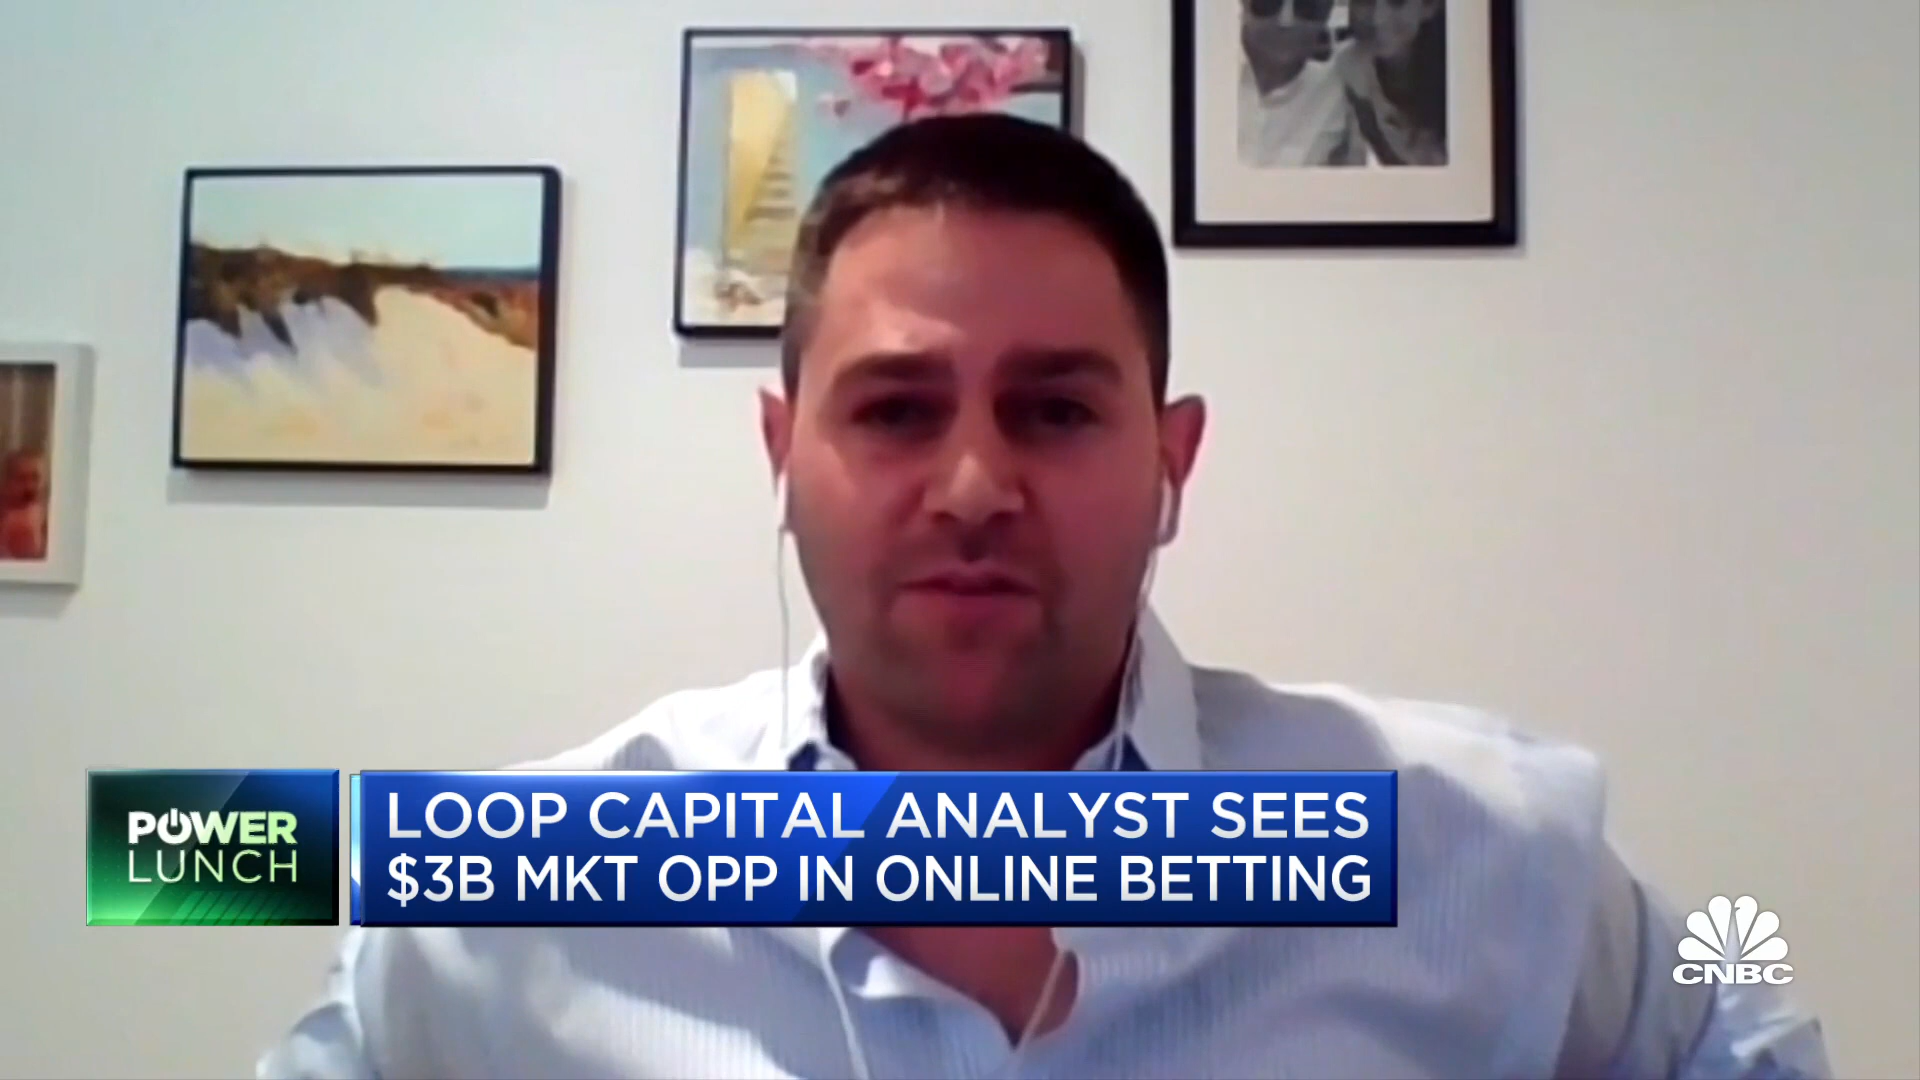 POWER
LUNCH
LOOP CAPITAL ANALYST SEES
$3B MKT OPP IN ONLINE BETTING
CNBC